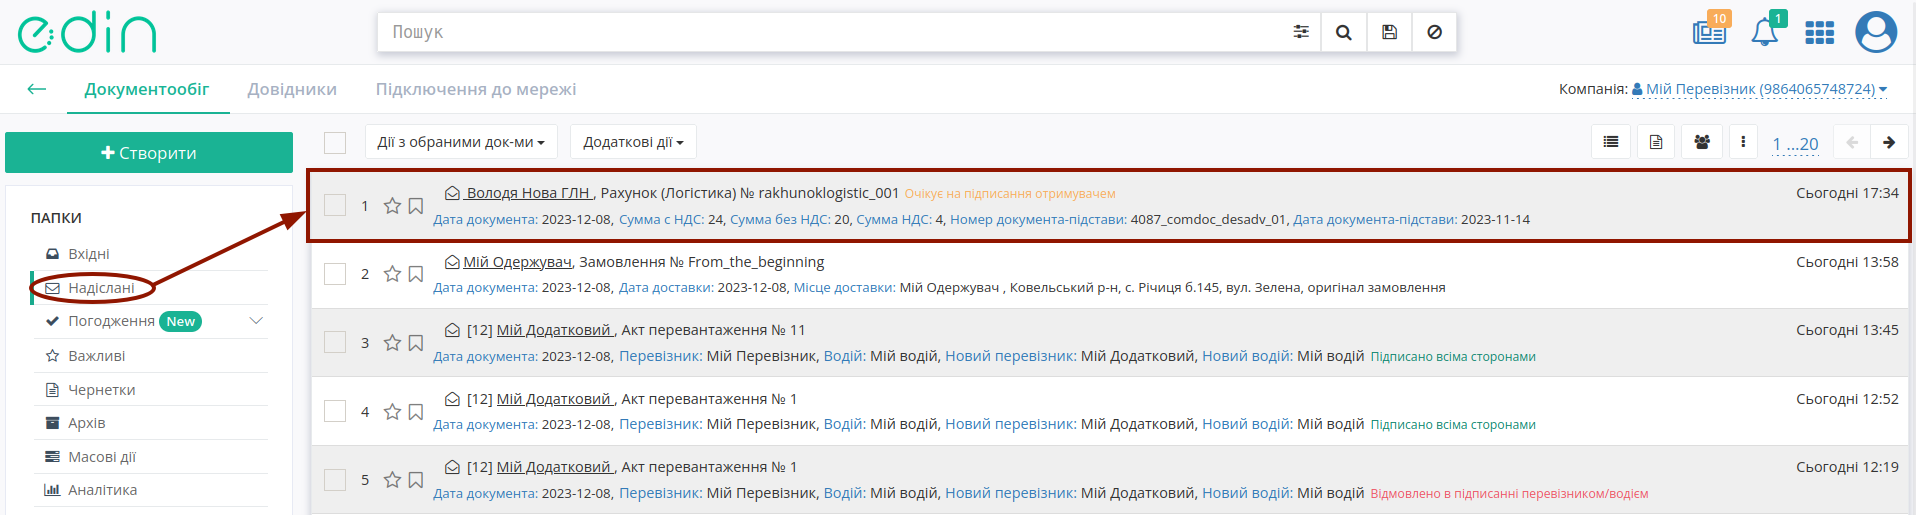 edin
Пошук
10
1
Документообіг
Довідники
Підключення до мережі
Компанія: Мій Перевізник (9864065748724)
Створити
Дії з обраними док-ми
Додаткові дії
1 ...20
ПАПКИ
Вхідні
Надіслані
Погодження New
Важливі
Чернетки
Архів
Масові дії
Аналітика
1 Володя Нова ГЛН , Рахунок (Логістика) № rakhunoklogistic_001 Очікує на підписання отримувачем Сьогодні 17:34
Дата документа: 2023-12-08, Сумма с НДС: 24, Сумма без НДС: 20, Сумма НДС: 4, Номер документа-підстави: 4087_comdoc_desadv_01, Дата документа-підстави: 2023-11-14
2 Мій Одержувач, Замовлення № From_the_beginning Сьогодні 13:58
Дата документа: 2023-12-08, Дата доставки: 2023-12-08, Місце доставки: Мій Одержувач , Ковельський р-н, с. Річиця б.145, вул. Зелена, оригінал замовлення
3 [12] Мій Додатковий , Акт перевантаження № 11 Сьогодні 13:45
Дата документа: 2023-12-08, Перевізник: Мій Перевізник, Водій: Мій водій, Новий перевізник: Мій Додатковий, Новий водій: Мій водій Підписано всіма сторонами
4 [12] Мій Додатковий , Акт перевантаження № 1 Сьогодні 12:52
Дата документа: 2023-12-08, Перевізник: Мій Перевізник, Водій: Мій водій, Новий перевізник: Мій Додатковий, Новий водій: Мій водій Підписано всіма сторонами
5 [12] Мій Додатковий , Акт перевантаження № 1 Сьогодні 12:19
Дата документа: 2023-12-08, Перевізник: Мій Перевізник, Водій: Мій водій, Новий перевізник: Мій Додатковий, Новий водій: Мій водій Відмовлено в підписанні перевізником/водієм